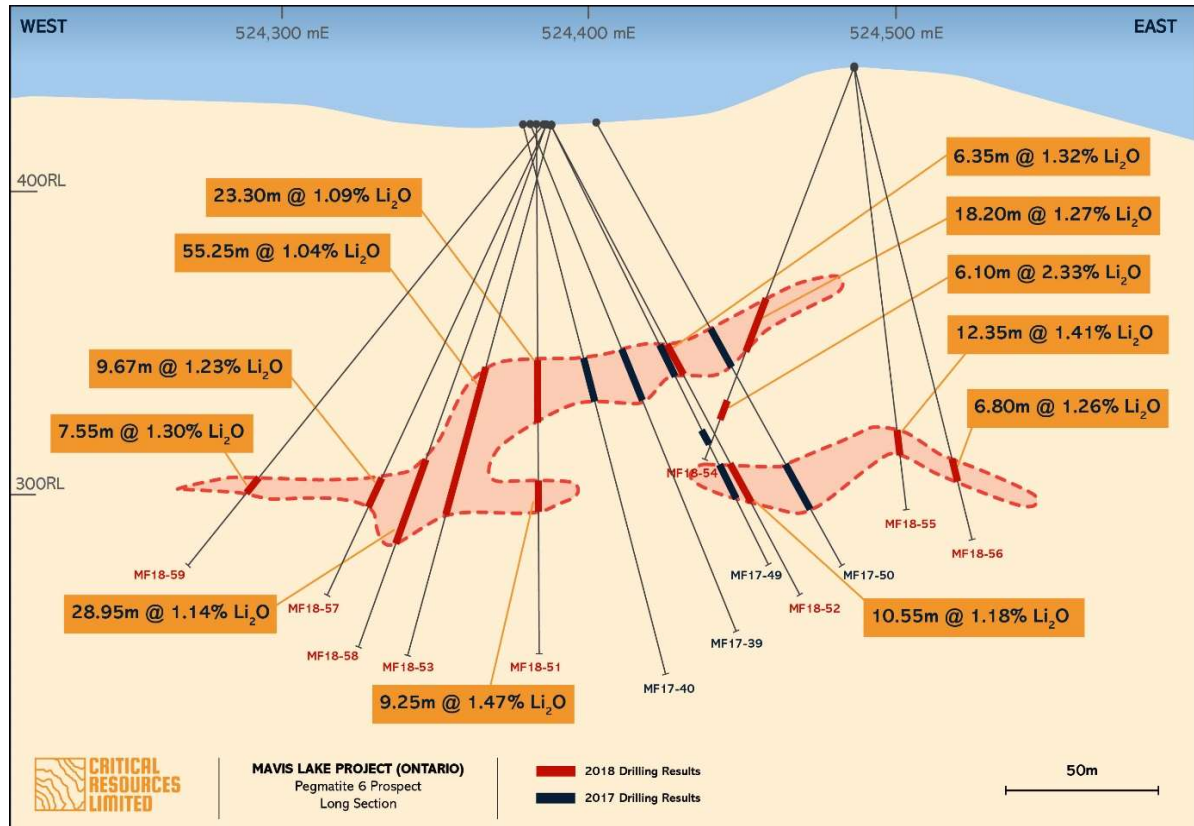 WEST
524,300 mE
524,400 mE
524,500 mE
EAST
400RL
300RL
23.30m @ 1.09% Li₂O
55.25m @ 1.04% Li₂O
9.67m @ 1.23% Li₂O
7.55m @ 1.30% Li₂O
28.95m @ 1.14% Li₂O
9.25m @ 1.47% Li₂O
6.35m @ 1.32% Li₂O
18.20m @ 1.27% Li₂O
6.10m @ 2.33% Li₂O
12.35m @ 1.41% Li₂O
6.80m @ 1.26% Li₂O
10.55m @ 1.18% Li₂O
MF18-59
MF18-57
MF18-58
MF18-53
MF18-51
MF17-40
MF17-39
MF17-49
MF18-52
MF17-50
MF18-54
MF18-55
MF18-56
CRITICAL
RESOURCES
LIMITED
MAVIS LAKE PROJECT (ONTARIO)
Pegmatite 6 Prospect
Long Section
2018 Drilling Results
2017 Drilling Results
50m